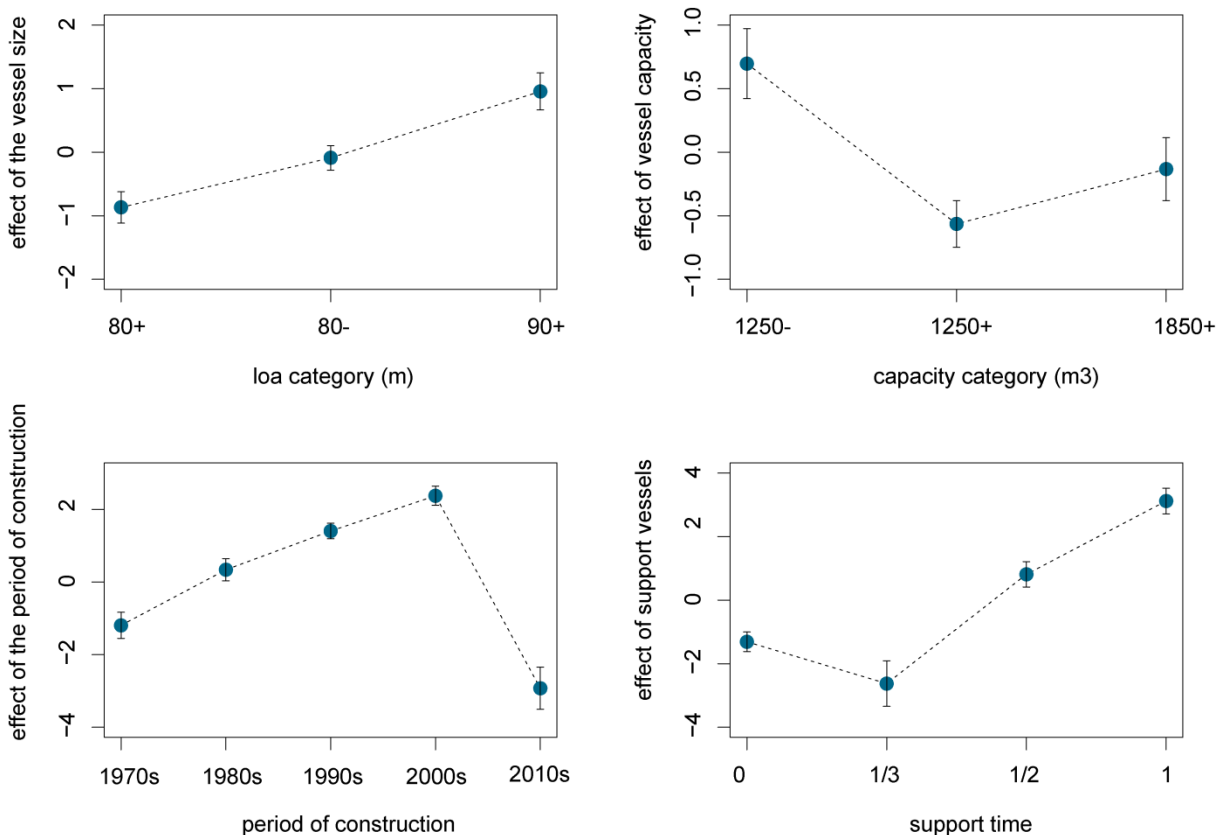 effect of the vessel size
2
1
0
−1
−2
80+ 80- 90+
loa category (m)
effect of vessel capacity
1.0
0.5
0.0
−0.5
−1.0
1250- 1250+ 1850+
capacity category (m3)
effect of the period of construction
2
0
−2
−4
1970s 1980s 1990s 2000s 2010s
period of construction
effect of support vessels
4
2
0
−2
−4
0 1/3 1/2 1
support time